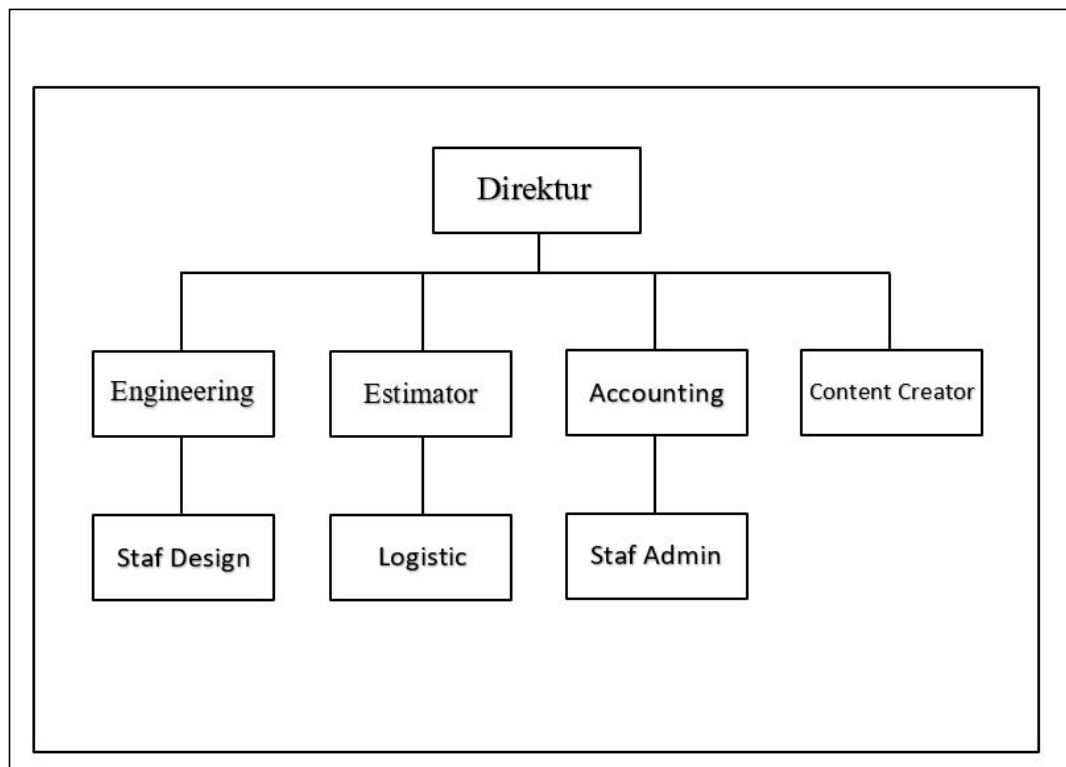 Direktur
Engineering
Estimator
Accounting
Content Creator
Staf Design
Logistic
Staf Admin